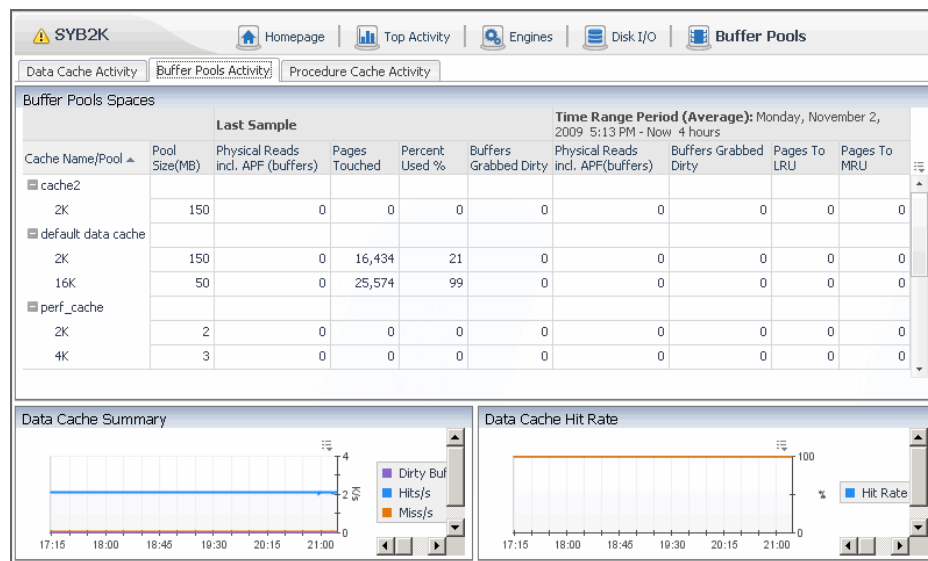 SYB2K Homepage Top Activity Engines Disk I/O Buffer Pools
Data Cache Activity Buffer Pools Activity Procedure Cache Activity
Buffer Pools Spaces
Last Sample Time Range Period (Average): Monday, November 2, 2009 5:13 PM - Now 4 hours
Cache Name/Pool Pool Size(MB) Physical Reads incl. APF (buffers) Pages Touched Percent Used % Buffers Grabbed Dirty Physical Reads incl. APF(buffers) Buffers Grabbed Dirty Pages To LRU Pages To MRU
cache2
2K 150 0 0 0 0 0 0 0 0
default data cache
2K 150 0 16,434 21 0 0 0 0 0
16K 50 0 25,574 99 0 0 0 0 0
perf_cache
2K 2 0 0 0 0 0 0 0 0
4K 3 0 0 0 0 0 0 0 0
Data Cache Summary
4
2 K/s
0
17:15 18:00 18:45 19:30 20:15 21:00
Dirty Buf
Hits/s
Miss/s
Data Cache Hit Rate
100
%
0
17:15 18:00 18:45 19:30 20:15 21:00
Hit Rate